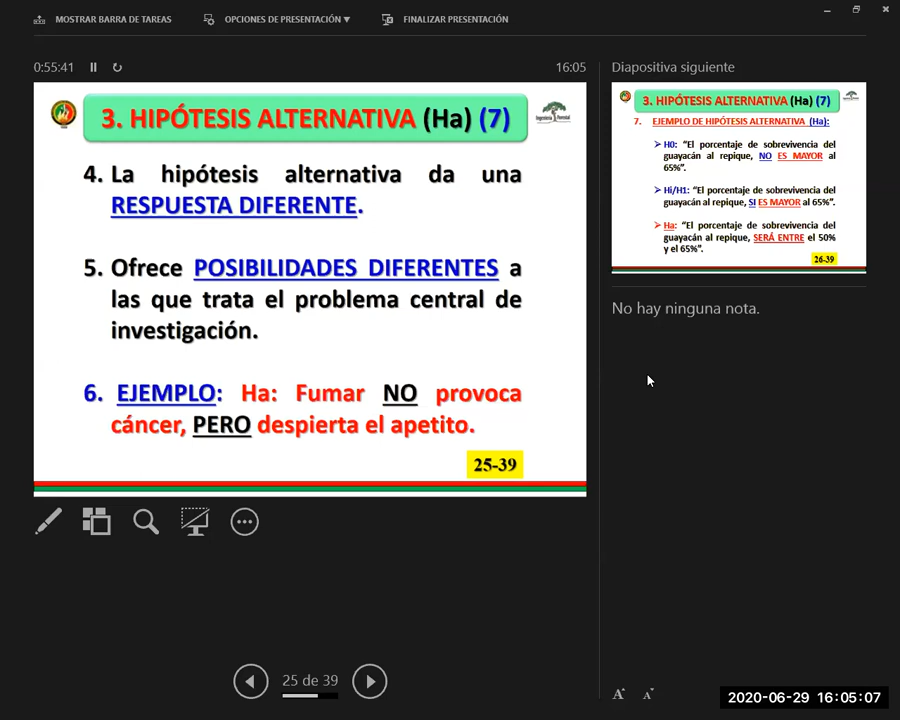 MOSTRAR BARRA DE TAREAS
OPCIONES DE PRESENTACIÓN ▼
FINALIZAR PRESENTACIÓN
0:55:41
16:05
3. HIPÓTESIS ALTERNATIVA (Ha) (7)
4. La hipótesis alternativa da una
RESPUESTA DIFERENTE.
5. Ofrece POSIBILIDADES DIFERENTES a
las que trata el problema central de
investigación.
6. EJEMPLO: Ha: Fumar NO provoca
cáncer, PERO despierta el apetito.
25-39
Diapositiva siguiente
3. HIPÓTESIS ALTERNATIVA (Ha) (7)
7. EJEMPLO DE HIPÓTESIS ALTERNATIVA (Ha):
➢ H0: “El porcentaje de sobrevivencia del
guayacán al repique, NO ES MAYOR al
65%”.
➢ Hi/H1: “El porcentaje de sobrevivencia del
guayacán al repique, SI ES MAYOR al 65%”.
➢ Ha: “El porcentaje de sobrevivencia del
guayacán al repique, SERÁ ENTRE el 50%
y el 65%”.
26-39
No hay ninguna nota.
25 de 39
A A
2020-06-29 16:05:07